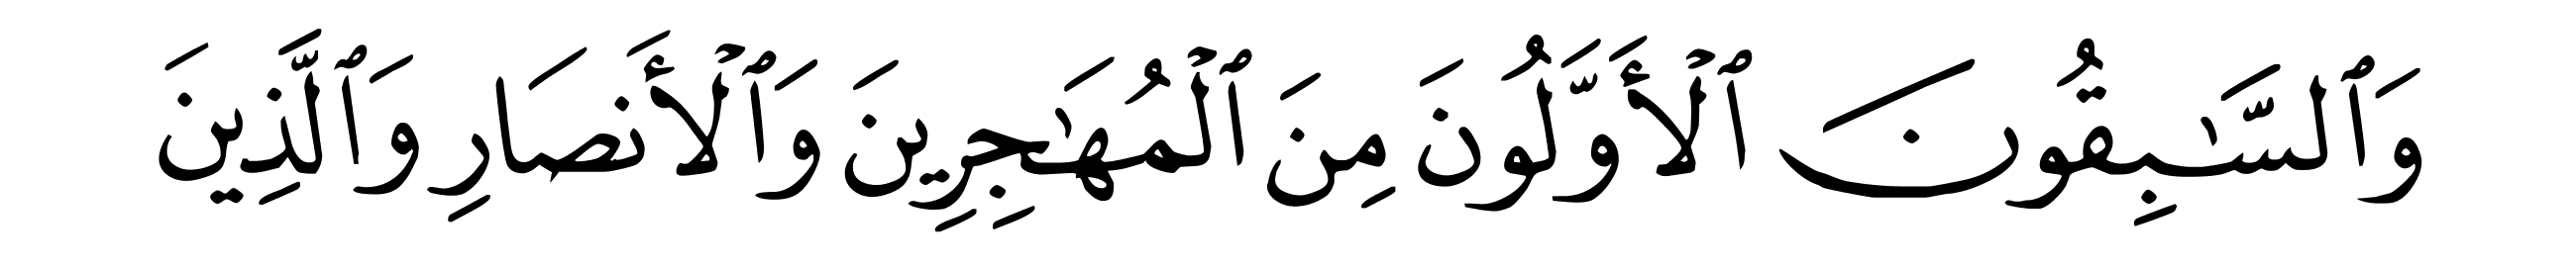 وَٱلسَّـٰبِقُونَ ٱلْأَوَّلُونَ مِنَ ٱلْمُهَـٰجِرِينَ وَٱلْأَنصَارِ وَٱلَّذِينَ